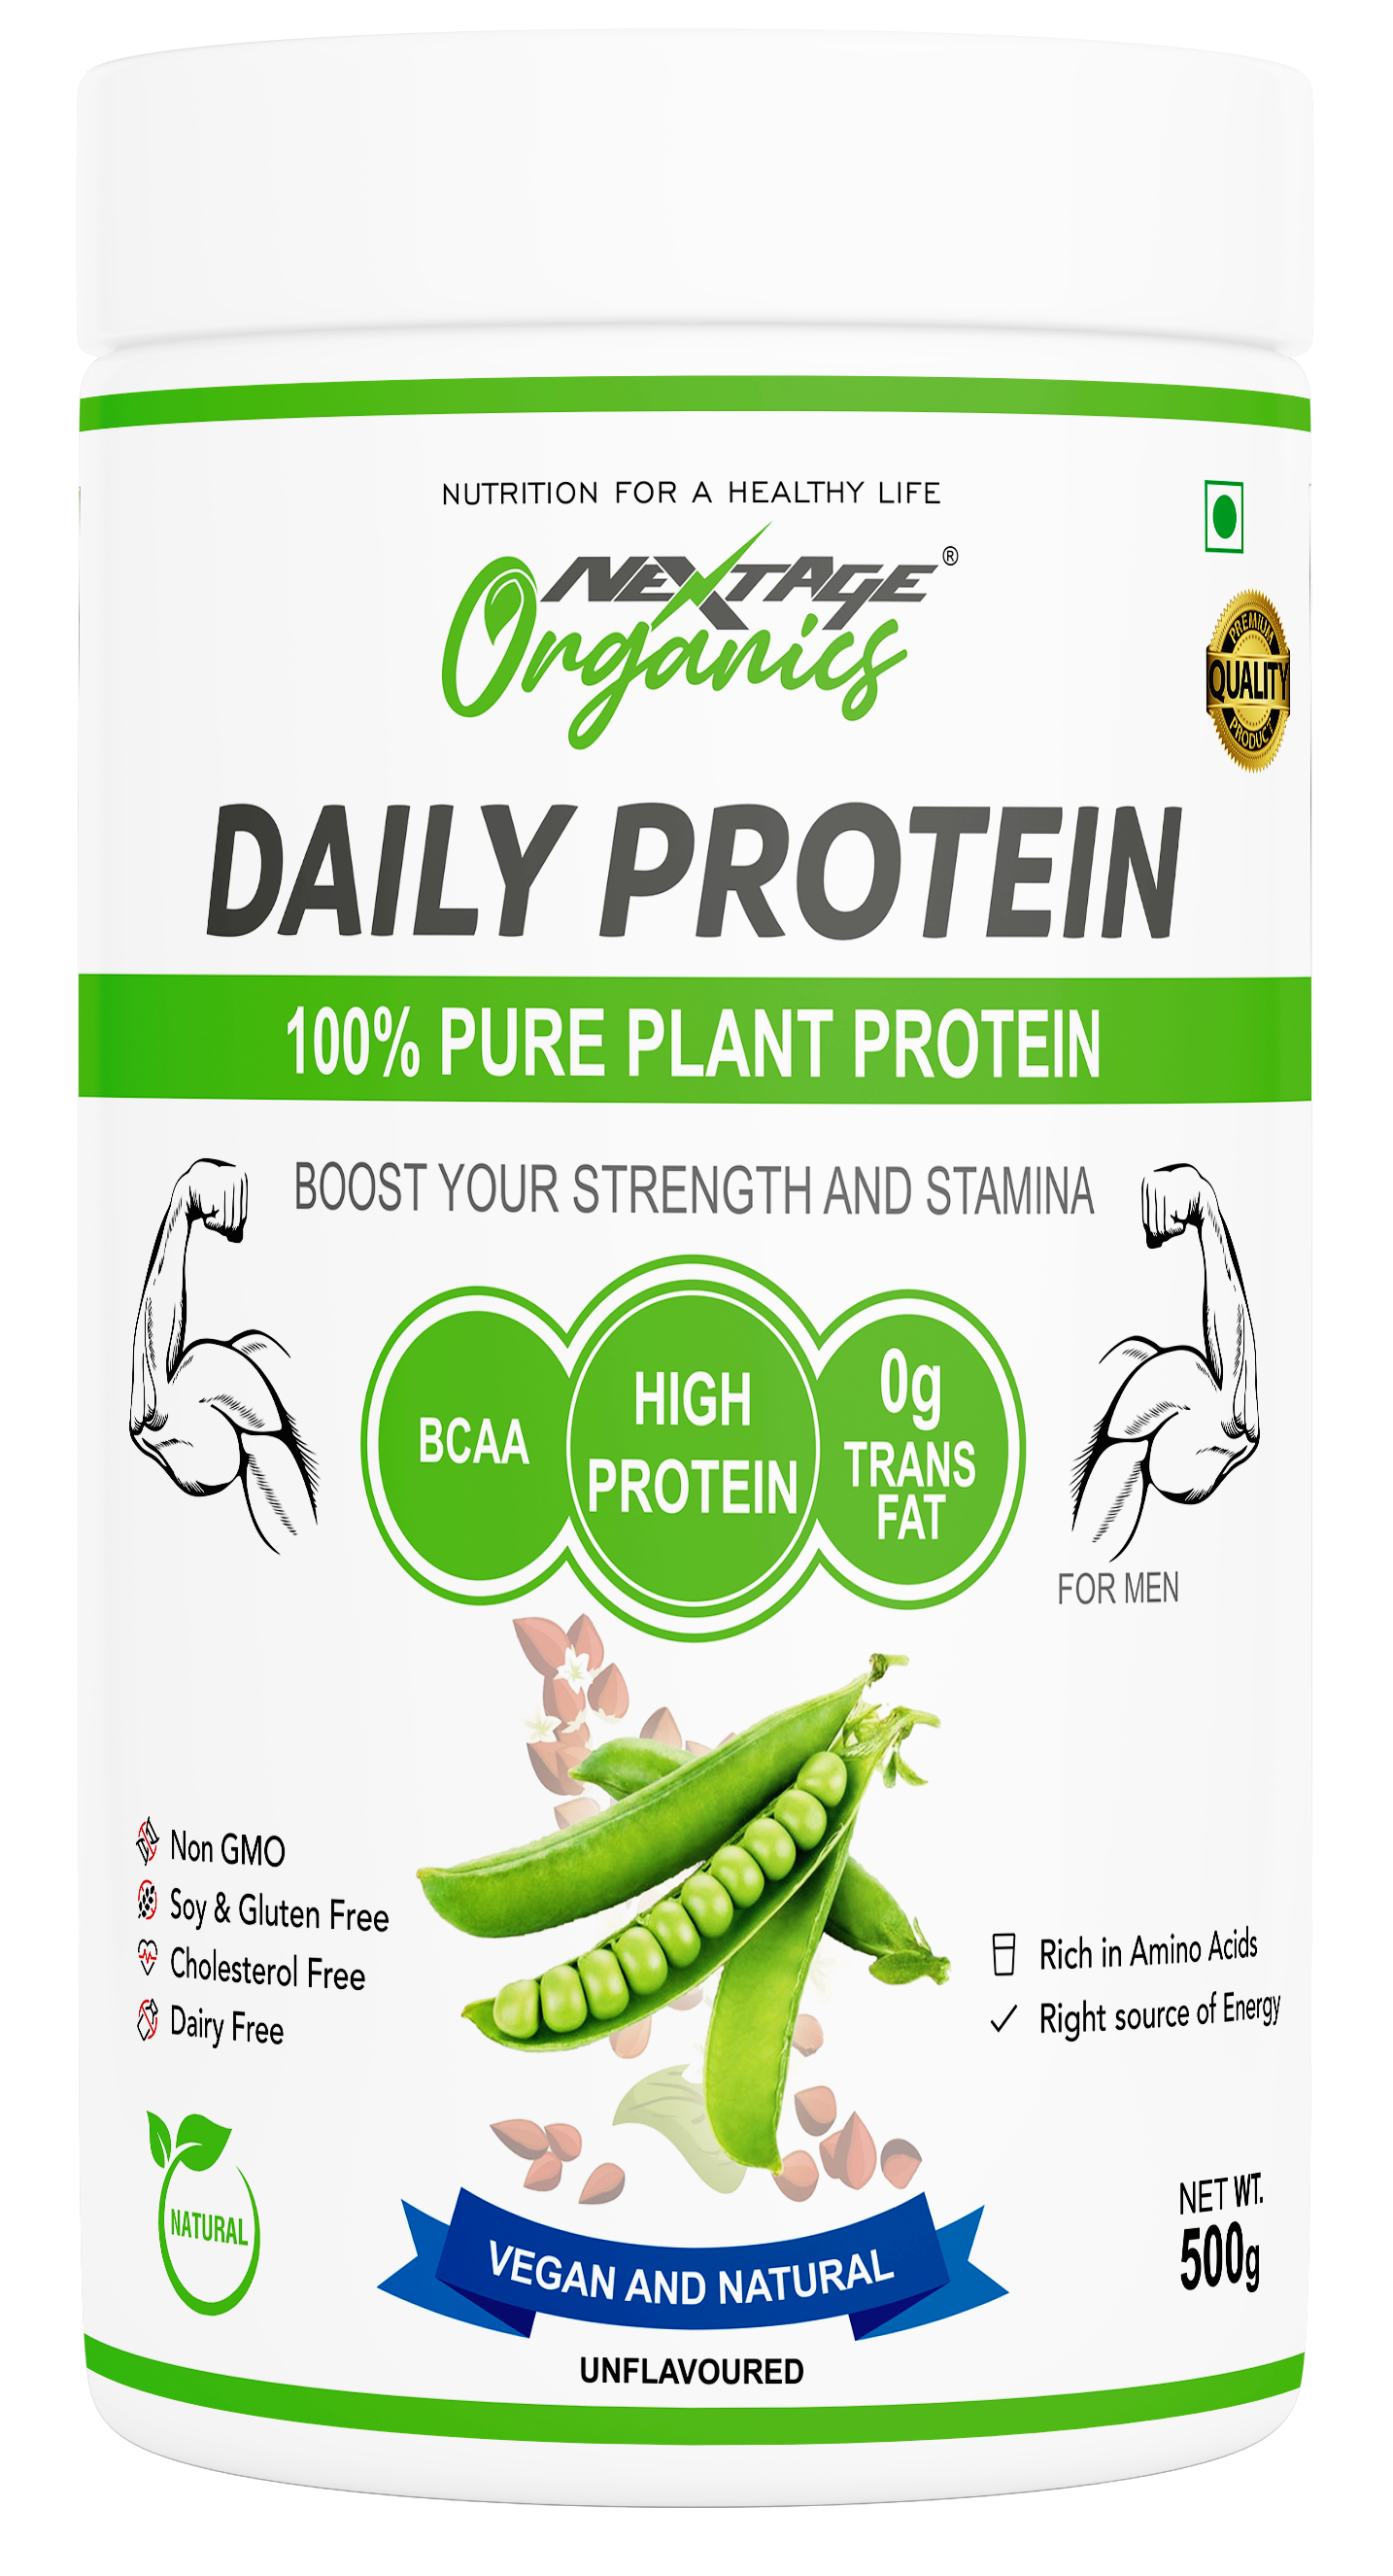 NUTRITION FOR A HEALTHY LIFE
NEXTAGE®
Organics
PREMIUM
QUALITY
PRODUCT
DAILY PROTEIN
100% PURE PLANT PROTEIN
BOOST YOUR STRENGTH AND STAMINA
BCAA
HIGH
PROTEIN
0g
TRANS
FAT
FOR MEN
Non GMO
Soy & Gluten Free
Cholesterol Free
Dairy Free
Rich in Amino Acids
Right source of Energy
NATURAL
NET WT.
500g
VEGAN AND NATURAL
UNFLAVOURED